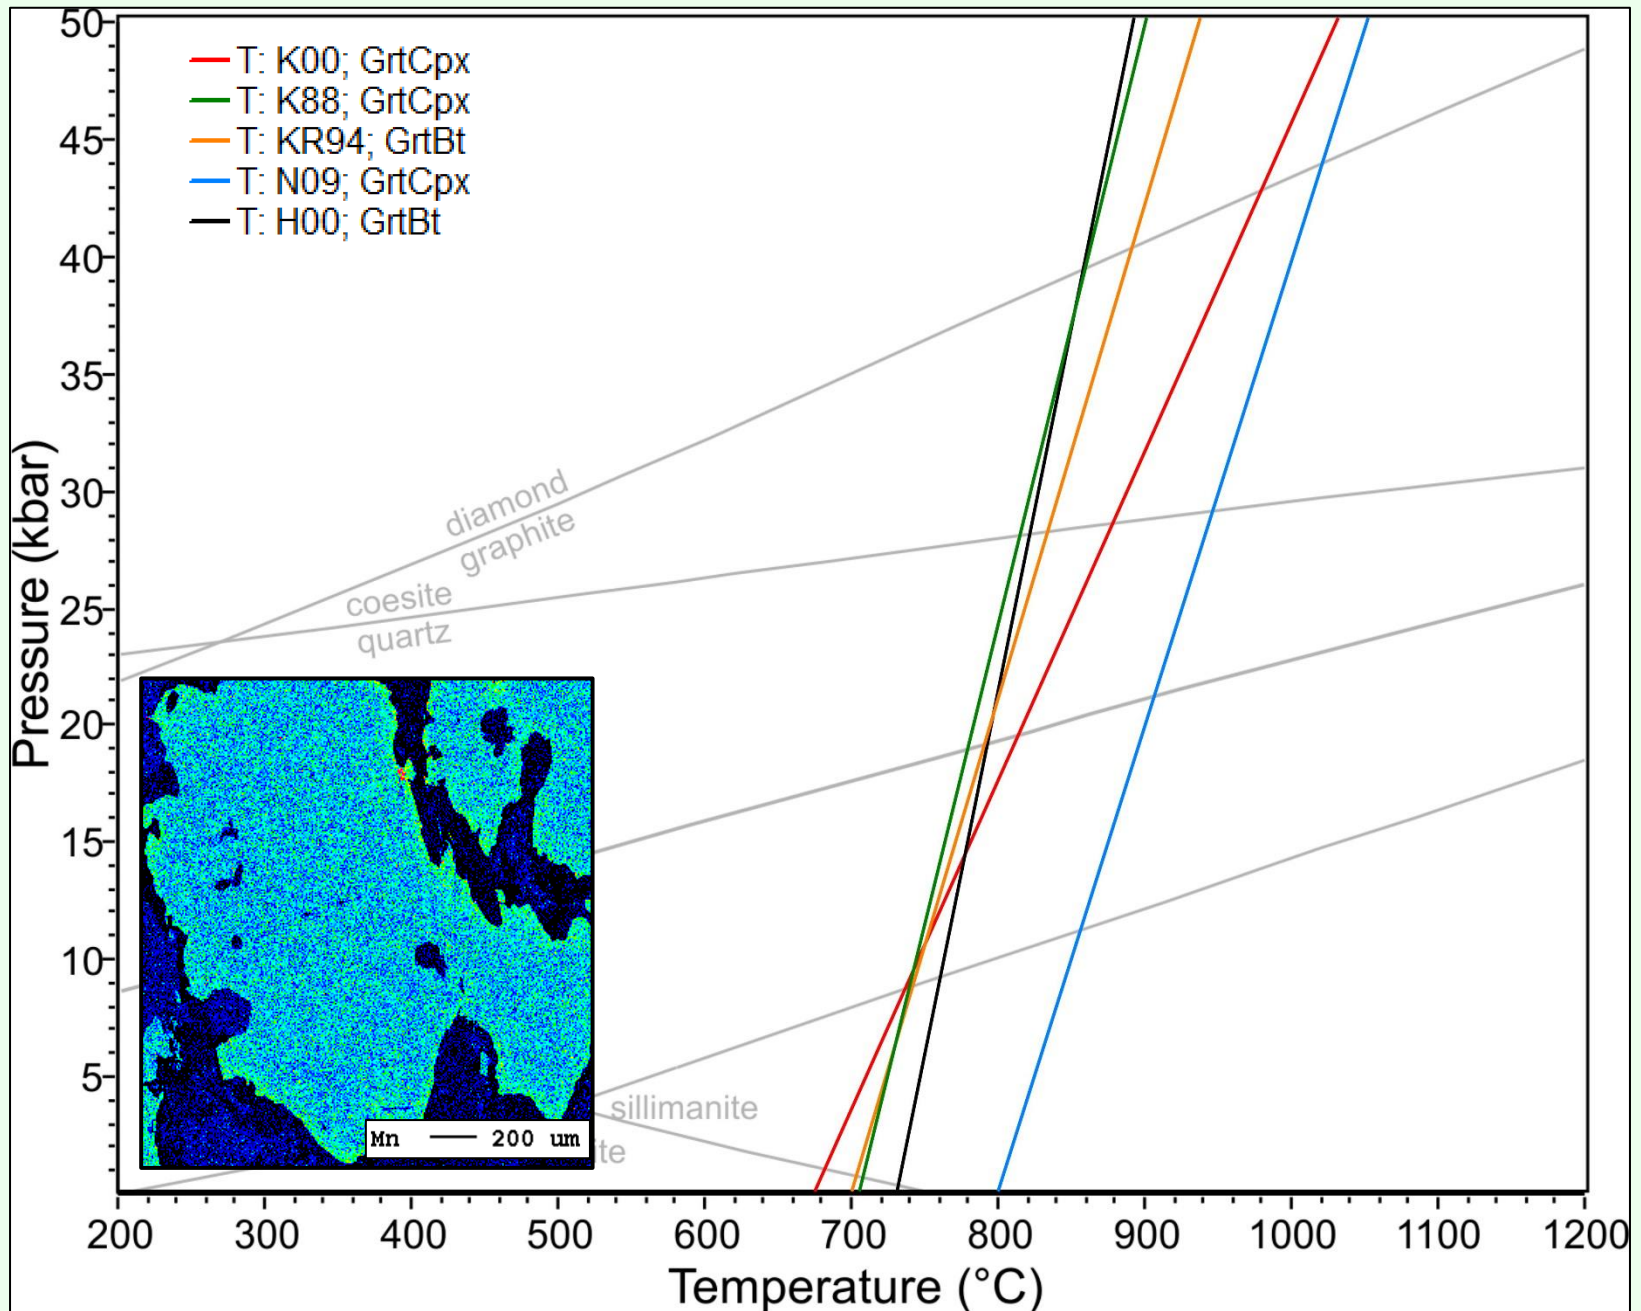 50
45
40
35
30
25
20
15
10
5
Pressure (kbar)
T: K00; GrtCpx
T: K88; GrtCpx
T: KR94; GrtBt
T: N09; GrtCpx
T: H00; GrtBt
diamond
graphite
coesite
quartz
sillimanite
ite
Mn 200 um
200 300 400 500 600 700 800 900 1000 1100 1200
Temperature (°C)